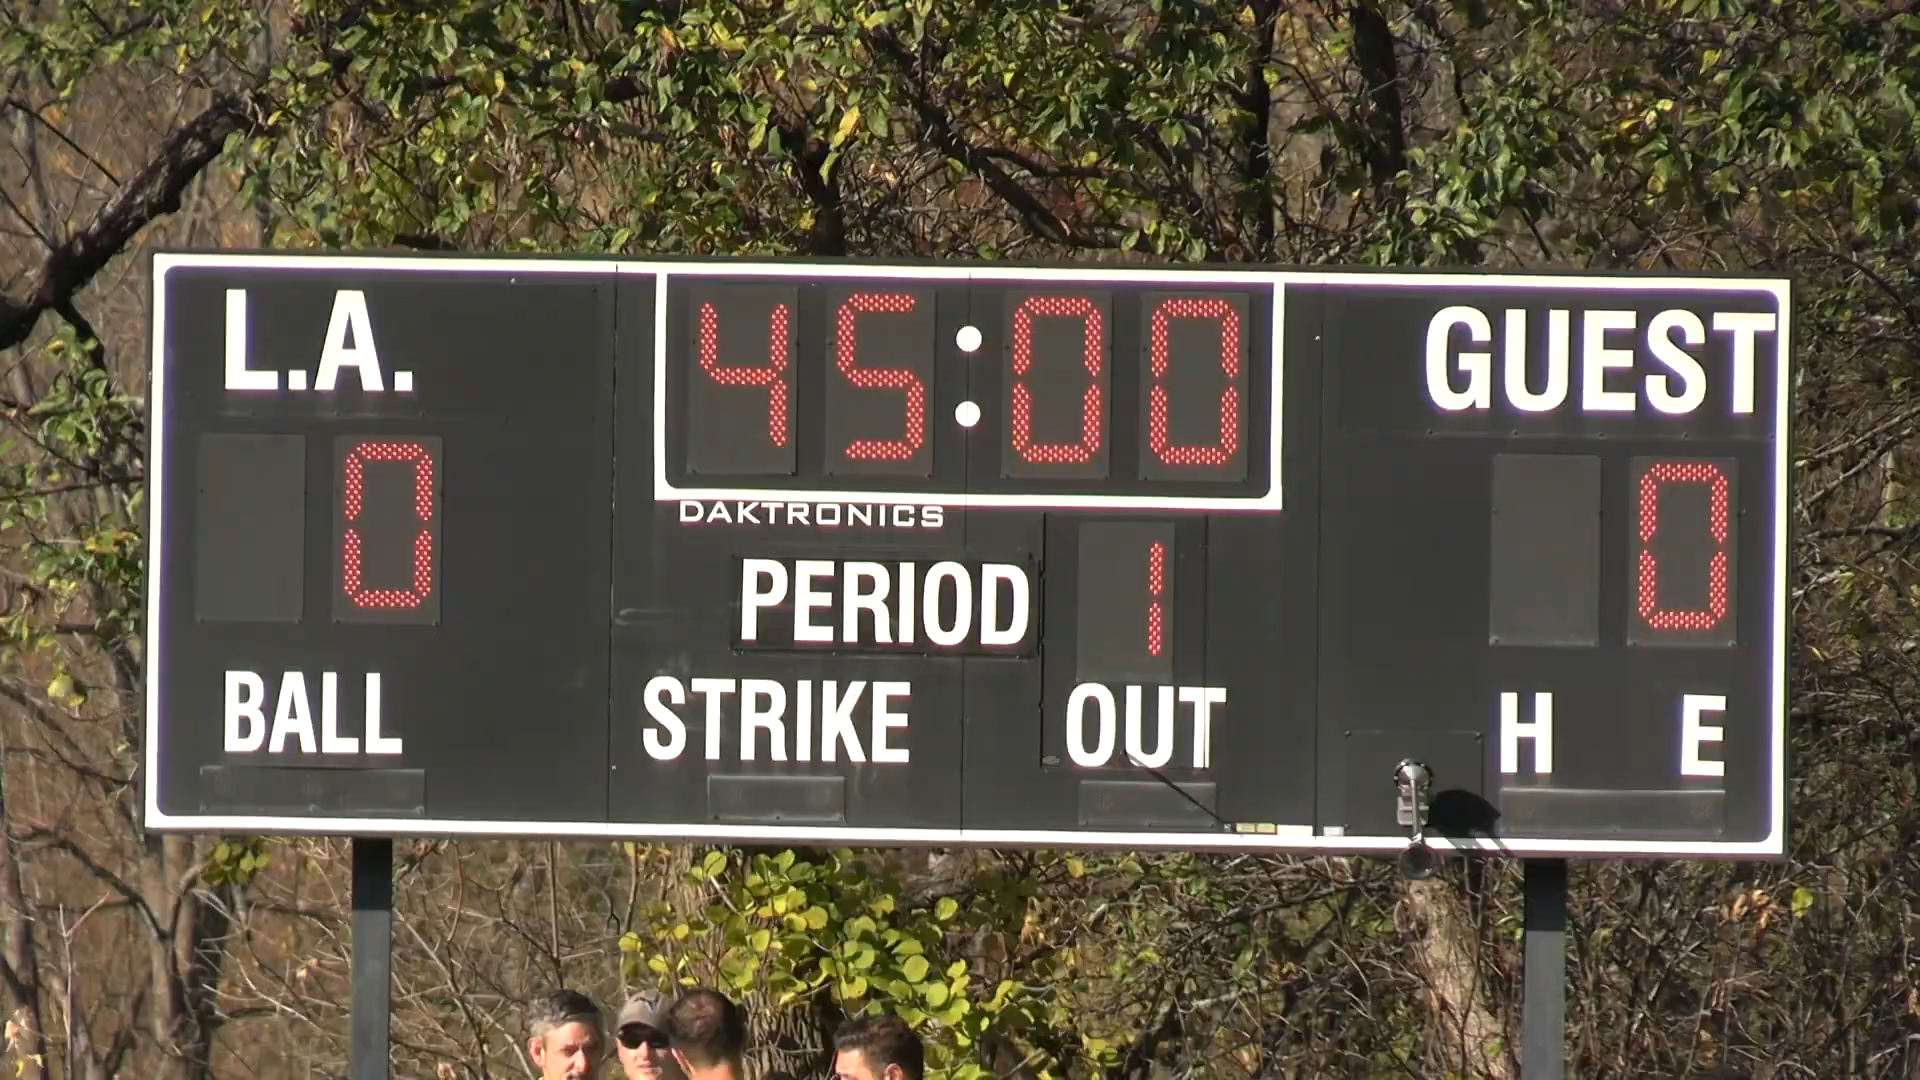 L.A. 45:00 GUEST
0 0
DAKTRONICS
PERIOD 1
BALL STRIKE OUT H E